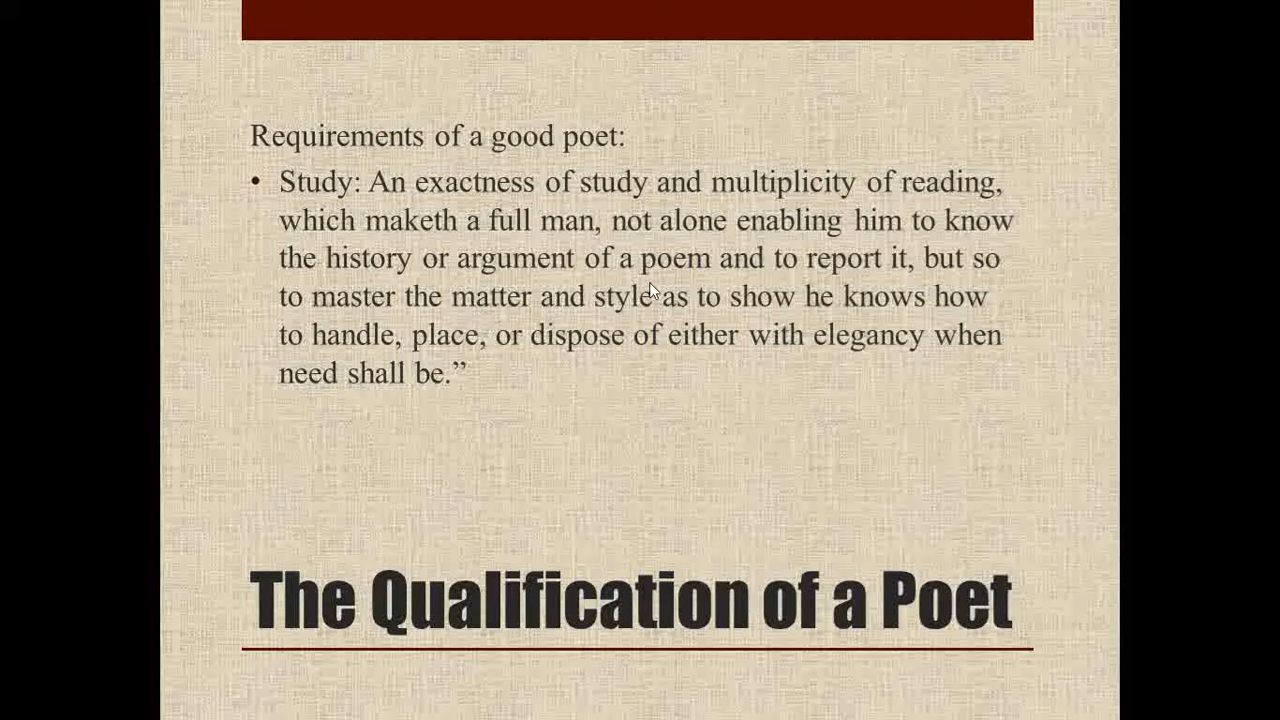 Requirements of a good poet:
• Study: An exactness of study and multiplicity of reading,
which maketh a full man, not alone enabling him to know
the history or argument of a poem and to report it, but so
to master the matter and style as to show he knows how
to handle, place, or dispose of either with elegancy when
need shall be.”
The Qualification of a Poet